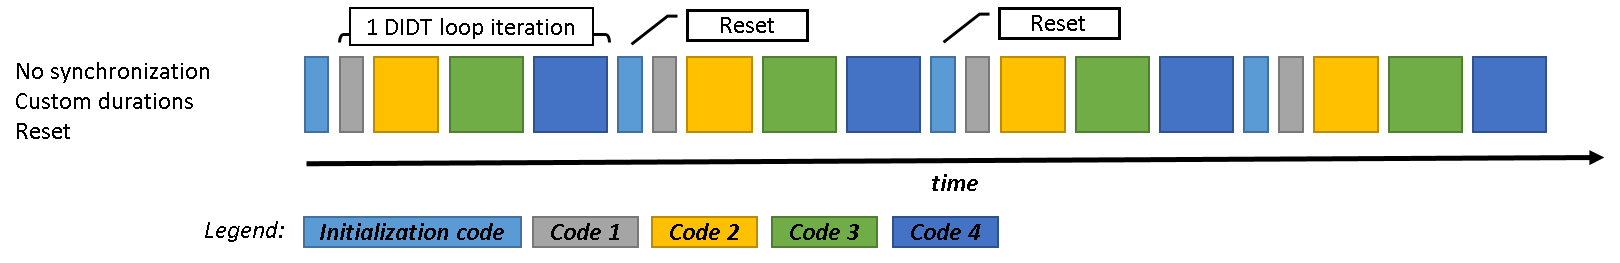 1 DIDT loop iteration
Reset
Reset
No synchronization
Custom durations
Reset
time
Legend:
Initialization code
Code 1
Code 2
Code 3
Code 4